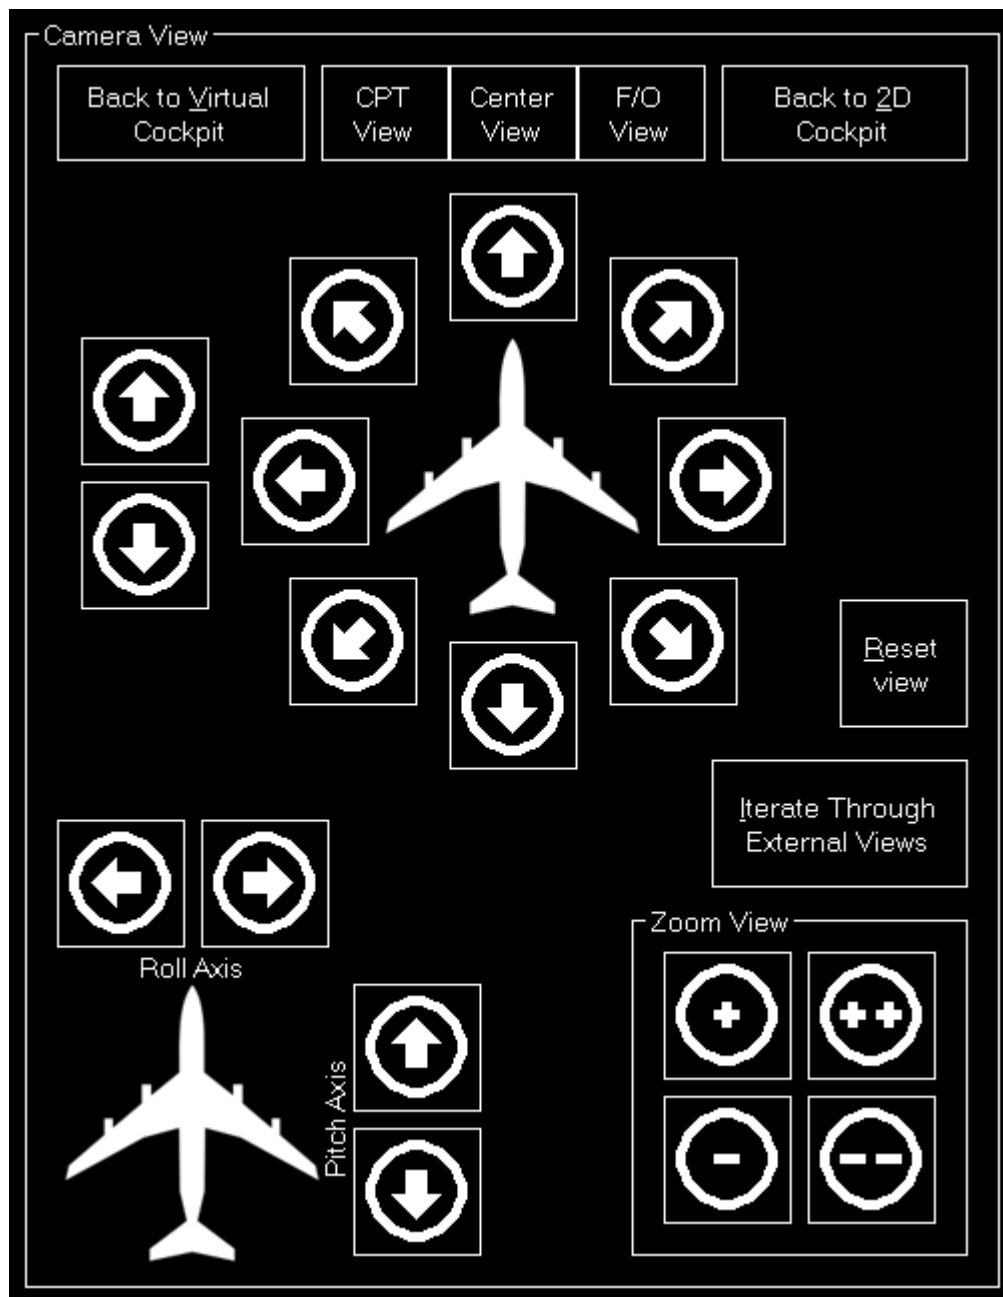 Camera View
Back to Virtual
Cockpit
CPT
View
Center
View
F/O
View
Back to 2D
Cockpit
Reset
view
Iterate Through
External Views
Roll Axis
Pitch Axis
Zoom View
+
++
-
--